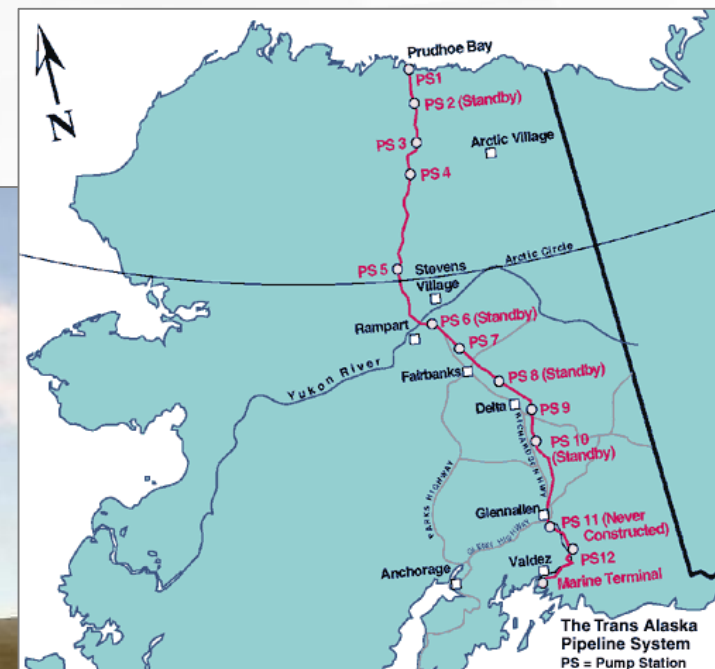 Prudhoe Bay
PS1
PS 2 (Standby)
PS 3
Arctic Village
PS 4
Arctic Circle
PS 5
Stevens
Village
N
PS 6 (Standby)
Rampart
PS 7
Yukon River
Fairbanks
PS 8 (Standby)
Delta
PS 9
RICHARDSON HWY
PS 10
(Standby)
PARKS HIGHWAY
Glennallen
PS 11 (Never
Constructed)
GLENN HIGHWAY
PS12
Valdez
Anchorage
Marine Terminal
The Trans Alaska
Pipeline System
PS = Pump Station